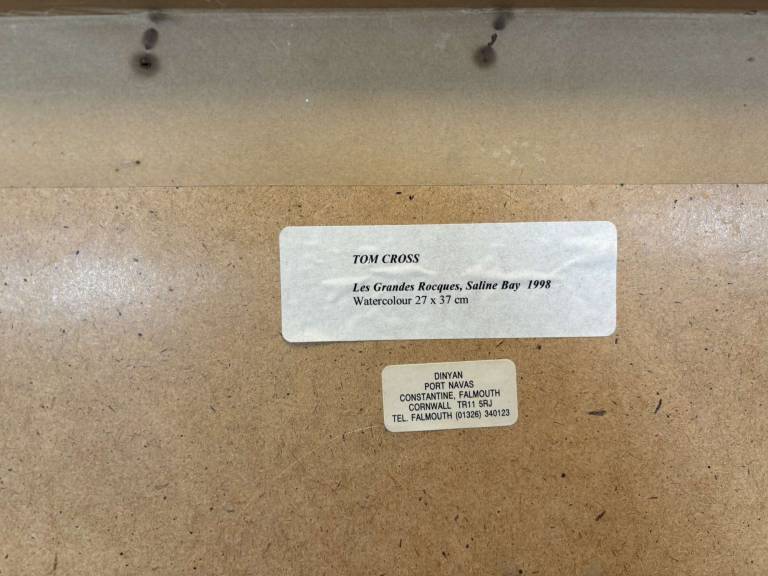 TOM CROSS
Les Grandes Rocques, Saline Bay 1998
Watercolour 27 x 37 cm
DINYAN
PORT NAVAS
CONSTANTINE, FALMOUTH
CORNWALL TR11 5RJ
TEL. FALMOUTH (01326) 340123